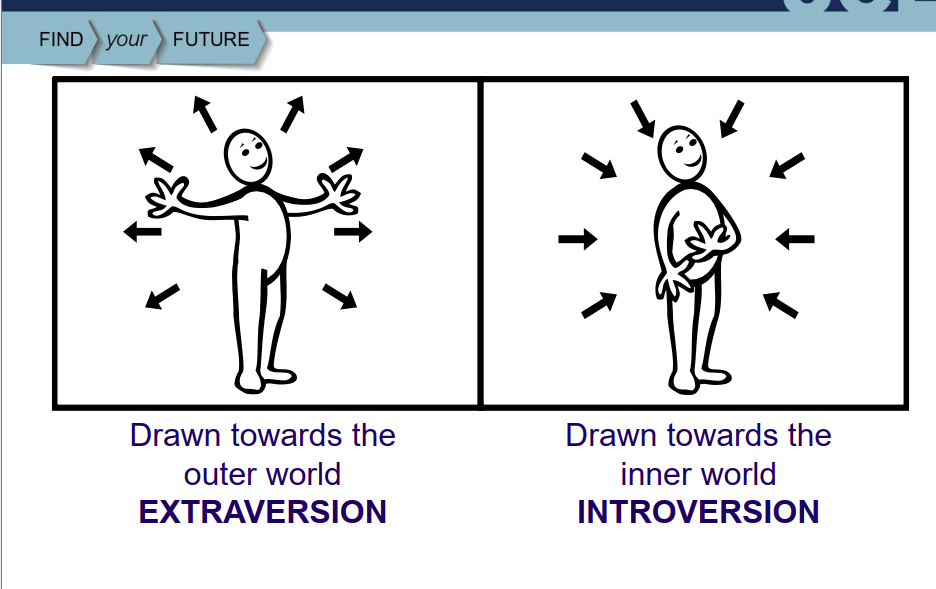 FIND your FUTURE
Drawn towards the
outer world
EXTRAVERSION
Drawn towards the
inner world
INTROVERSION